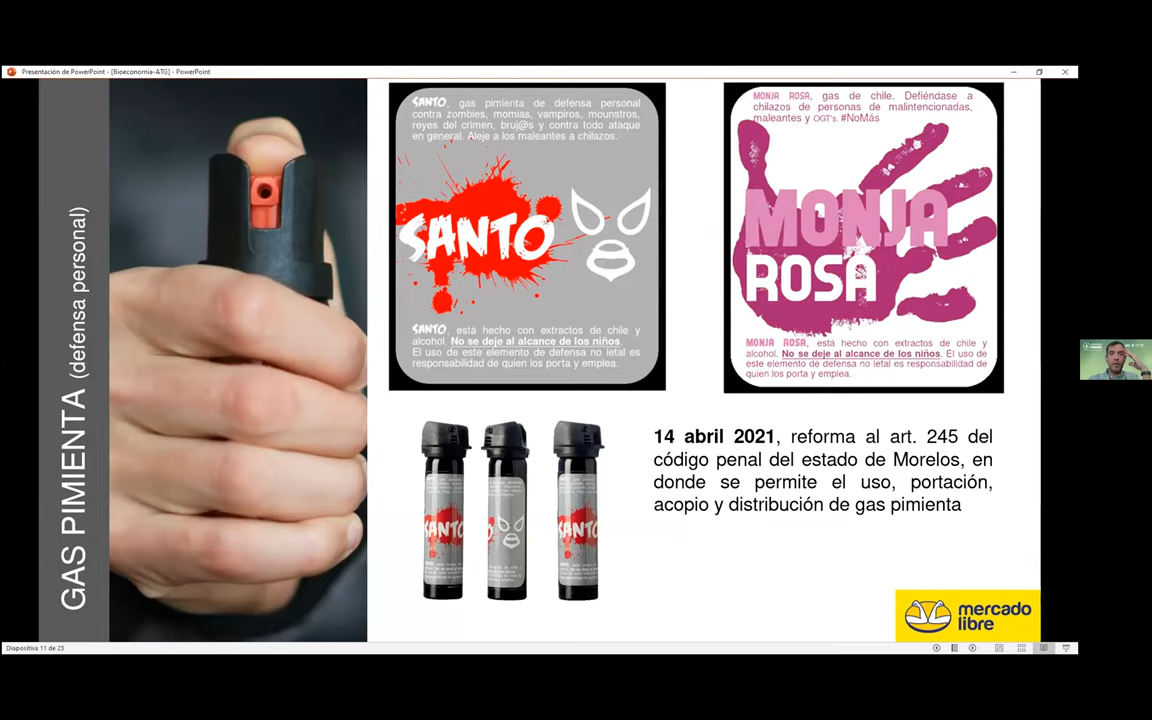 Presentación de PowerPoint - [Bioeconomia-ATG] - PowerPoint
GAS PIMIENTA (defensa personal)
SANTO, gas pimienta de defensa personal
contra zombies, momias, vampiros, mounstros,
reyes del crimen, bruj@s y contra todo ataque
en general. Aleje a los maleantes a chilazos.
SANTO
SANTO, está hecho con extractos de chile y
alcohol. No se deje al alcance de los niños.
El uso de este elemento de defensa no letal es
responsabilidad de quien los porta y emplea.
MONJA ROSA, gas de chile. Defiéndase a
chilazos de personas de malintencionadas,
maleantes y OGT's. #NoMás
MONJA
ROSA
MONJA ROSA, está hecho con extractos de chile y
alcohol. No se deje al alcance de los niños. El uso de
este elemento de defensa no letal es responsabilidad de
quien los porta y emplea.
SANTO
SANTO
14 abril 2021, reforma al art. 245 del
código penal del estado de Morelos, en
donde se permite el uso, portación,
acopio y distribución de gas pimienta
mercado
libre
Diapositiva 11 de 23